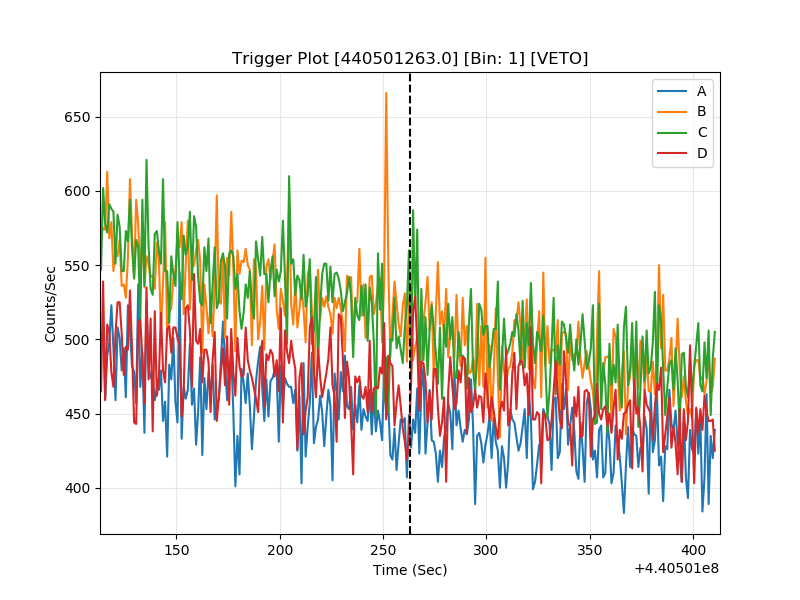 Trigger Plot [440501263.0] [Bin: 1] [VETO]
A
B
C
D
650
600
550
500
450
400
Counts/Sec
150
200
250
300
350
400
Time (Sec)
+4.40501e8